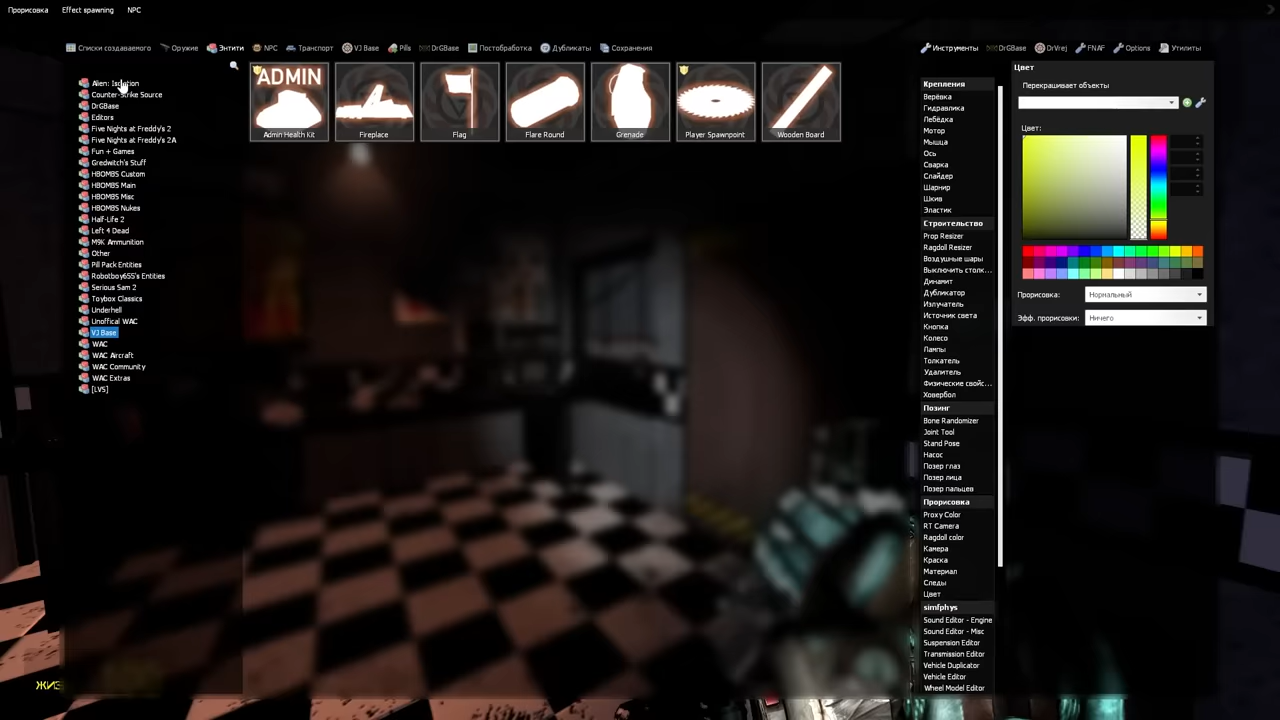 Прорисовка Effect spawning NPC
Списки создаваемого Оружие Энтити NPC Транспорт VJ Base Pills DrGBase Постобработка Дубликаты Сохранения
Инструменты DrGBase DrVrej FNAF Options Утилиты
Alien: Isolation
Counter-Strike Source
DrGBase
Editors
Five Nights at Freddy's 2
Five Nights at Freddy's 2A
Fun + Games
Gredwitch's Stuff
HBOMBS Custom
HBOMBS Main
HBOMBS Misc
HBOMBS Nukes
Half-Life 2
Left 4 Dead
M9K Ammunition
Other
Pill Pack Entities
Robotboy655's Entities
Serious Sam 2
Toybox Classics
Underhell
Unoffical WAC
VJ Base
WAC
WAC Aircraft
WAC Community
WAC Extras
[LVS]
ADMIN
Admin Health Kit Fireplace Flag Flare Round Grenade Player Spawnpoint Wooden Board
Крепления
Верёвка
Гидравлика
Лебёдка
Мотор
Мышца
Ось
Сварка
Слайдер
Шарнир
Шкив
Эластик
Строительство
Prop Resizer
Ragdoll Resizer
Воздушные шары
Выключить столк...
Динамит
Дубликатор
Излучатель
Источник света
Кнопка
Колесо
Лампы
Толкатель
Удалитель
Физические свойс...
Ховербол
Позинг
Bone Randomizer
Joint Tool
Stand Pose
Насос
Позер глаз
Позер лица
Позер пальцев
Прорисовка
Proxy Color
RT Camera
Ragdoll color
Камера
Краска
Материал
Следы
Цвет
simfphys
Sound Editor - Engine
Sound Editor - Misc
Suspension Editor
Transmission Editor
Vehicle Duplicator
Vehicle Editor
Wheel Model Editor
Цвет
Перекрашивает объекты
Цвет:
Прорисовка: Нормальный
Эфф. прорисовки: Ничего